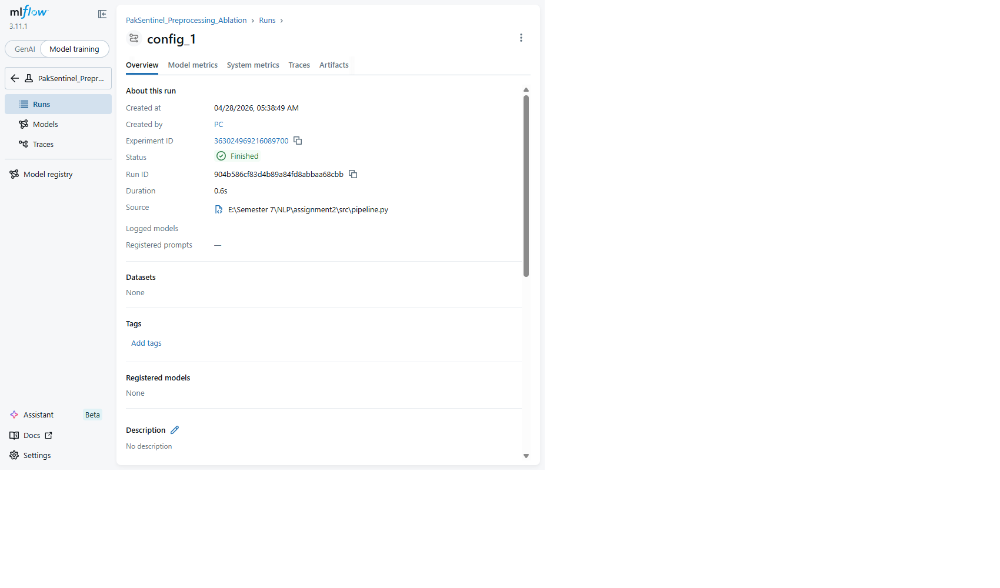 mlflow
3.11.1
GenAI Model training
PakSentinel_Prepr...
Runs
Models
Traces
Model registry
Assistant Beta
Docs
Settings
PakSentinel_Preprocessing_Ablation > Runs >
config_1
Overview Model metrics System metrics Traces Artifacts
About this run
Created at 04/28/2026, 05:38:49 AM
Created by PC
Experiment ID 363024969216089700
Status Finished
Run ID 904b586cf83d4b89a84fd8abbaa68cbb
Duration 0.6s
Source E:\Semester 7\NLP\assignment2\src\pipeline.py
Logged models
Registered prompts —
Datasets
None
Tags
Add tags
Registered models
None
Description
No description